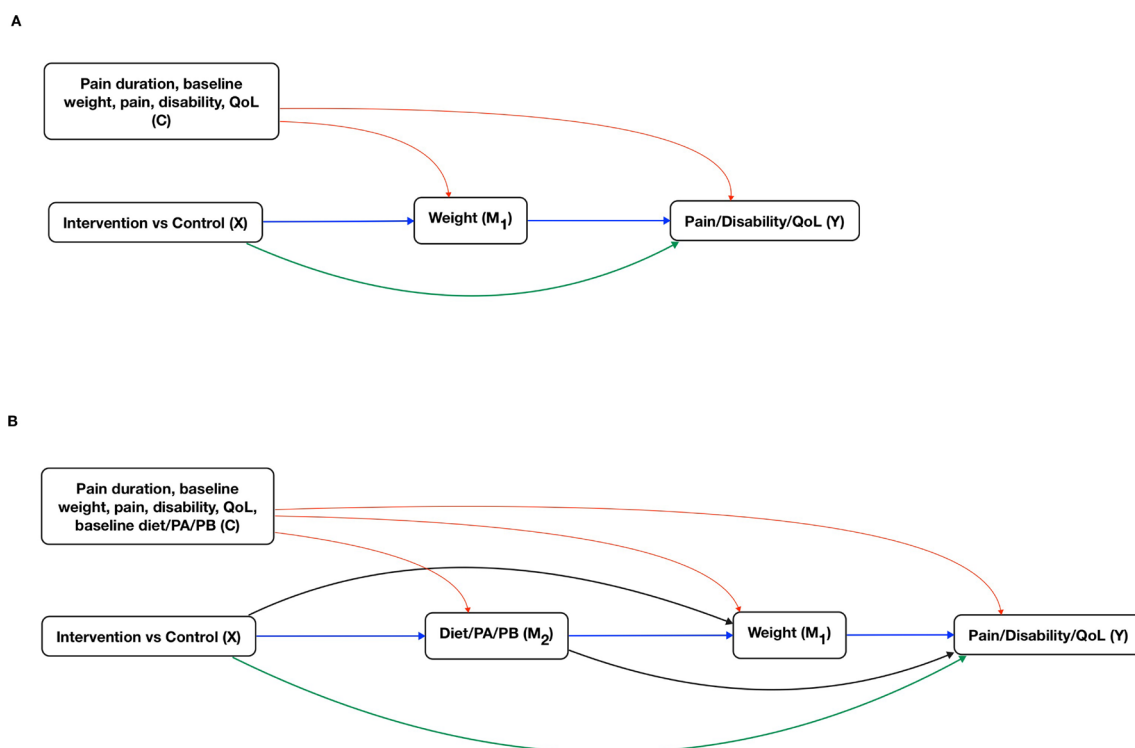 A
Pain duration, baseline
weight, pain, disability, QoL
(C)
Intervention vs Control (X)
Weight (M1)
Pain/Disability/QoL (Y)
B
Pain duration, baseline
weight, pain, disability, QoL,
baseline diet/PA/PB (C)
Intervention vs Control (X)
Diet/PA/PB (M2)
Weight (M1)
Pain/Disability/QoL (Y)